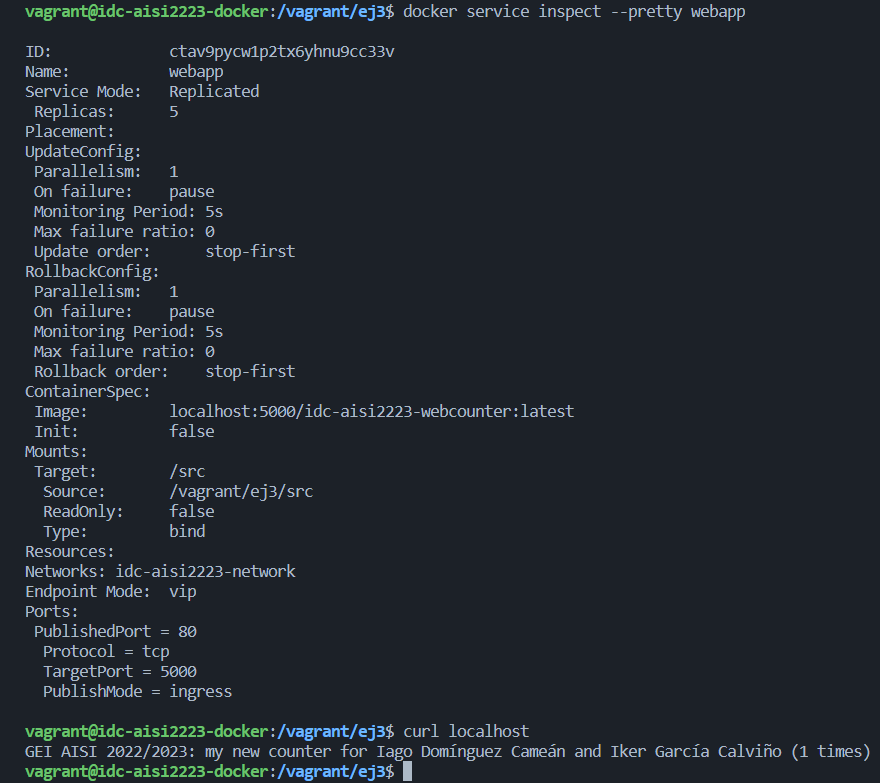 vagrant@idc-aisi2223-docker:/vagrant/ej3$ docker service inspect --pretty webapp
ID: ctav9pycw1p2tx6yhnu9cc33v
Name: webapp
Service Mode: Replicated
Replicas: 5
Placement:
UpdateConfig:
Parallelism: 1
On failure: pause
Monitoring Period: 5s
Max failure ratio: 0
Update order: stop-first
RollbackConfig:
Parallelism: 1
On failure: pause
Monitoring Period: 5s
Max failure ratio: 0
Rollback order: stop-first
ContainerSpec:
Image: localhost:5000/idc-aisi2223-webcounter:latest
Init: false
Mounts:
Target: /src
Source: /vagrant/ej3/src
ReadOnly: false
Type: bind
Resources:
Networks: idc-aisi2223-network
Endpoint Mode: vip
Ports:
PublishedPort = 80
Protocol = tcp
TargetPort = 5000
PublishMode = ingress
vagrant@idc-aisi2223-docker:/vagrant/ej3$ curl localhost
GEI AISI 2022/2023: my new counter for Iago Domínguez Cameán and Iker García Calviño (1 times)
vagrant@idc-aisi2223-docker:/vagrant/ej3$